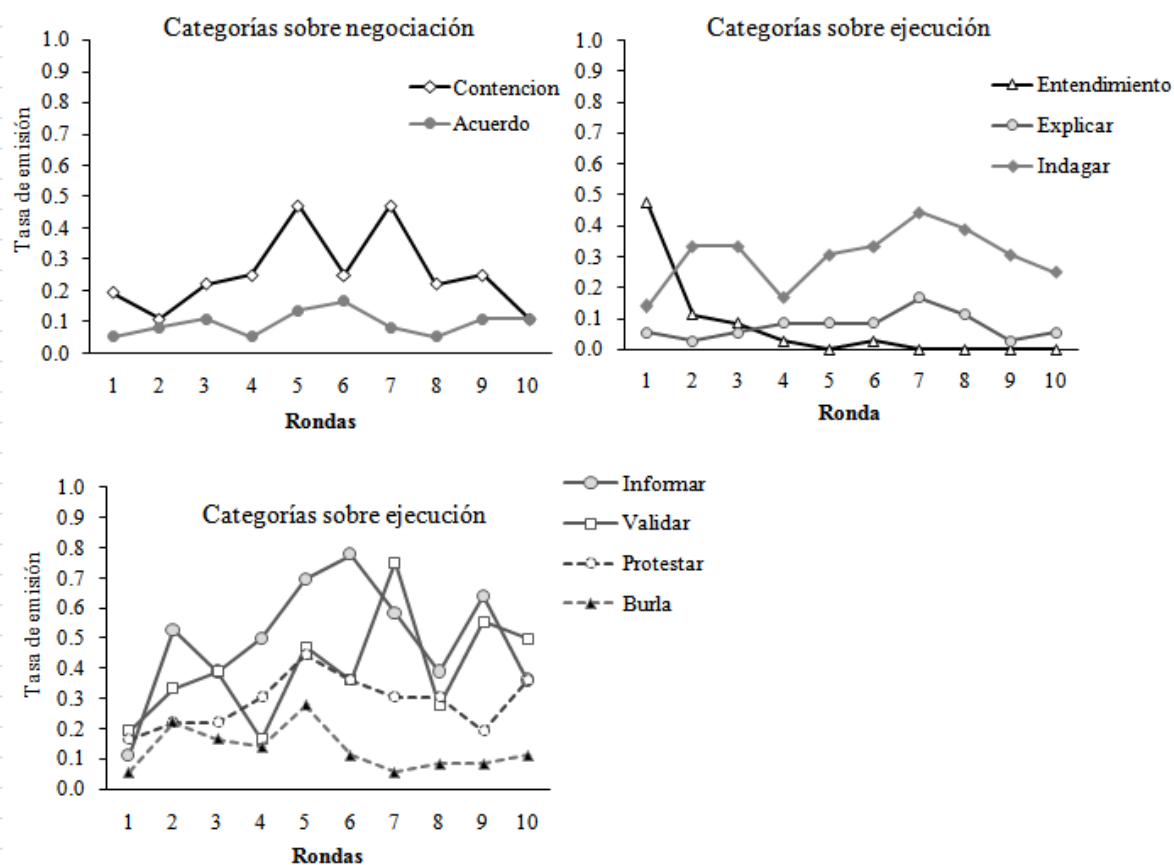 Categorías sobre negociación
1.0
0.9
0.8
0.7
0.6
0.5
0.4
0.3
0.2
0.1
0.0
Tasa de emisión
Contencion
Acuerdo
1 2 3 4 5 6 7 8 9 10
Rondas
Categorías sobre ejecución
1.0
0.9
0.8
0.7
0.6
0.5
0.4
0.3
0.2
0.1
0.0
Entendimiento
Explicar
Indagar
1 2 3 4 5 6 7 8 9 10
Ronda
Categorías sobre ejecución
1.0
0.9
0.8
0.7
0.6
0.5
0.4
0.3
0.2
0.1
0.0
Tasa de emisión
Informar
Validar
Protestar
Burla
1 2 3 4 5 6 7 8 9 10
Rondas